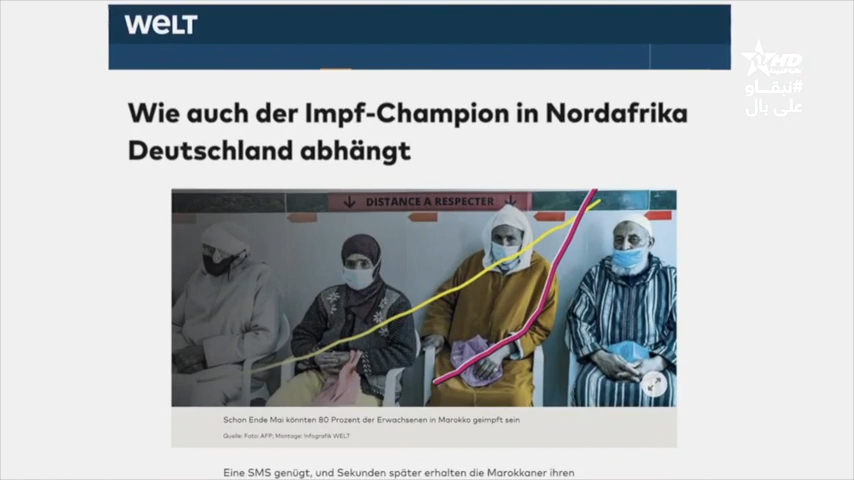 WELT
HD
#نبقاو
على بال
Wie auch der Impf-Champion in Nordafrika
Deutschland abhängt
DISTANCE A RESPECTER
Schon Ende Mai könnten 80 Prozent der Erwachsenen in Marokko geimpft sein
Quelle: Foto: AFP; Montage: Infografik WELT
Eine SMS genügt, und Sekunden später erhalten die Marokkaner ihren